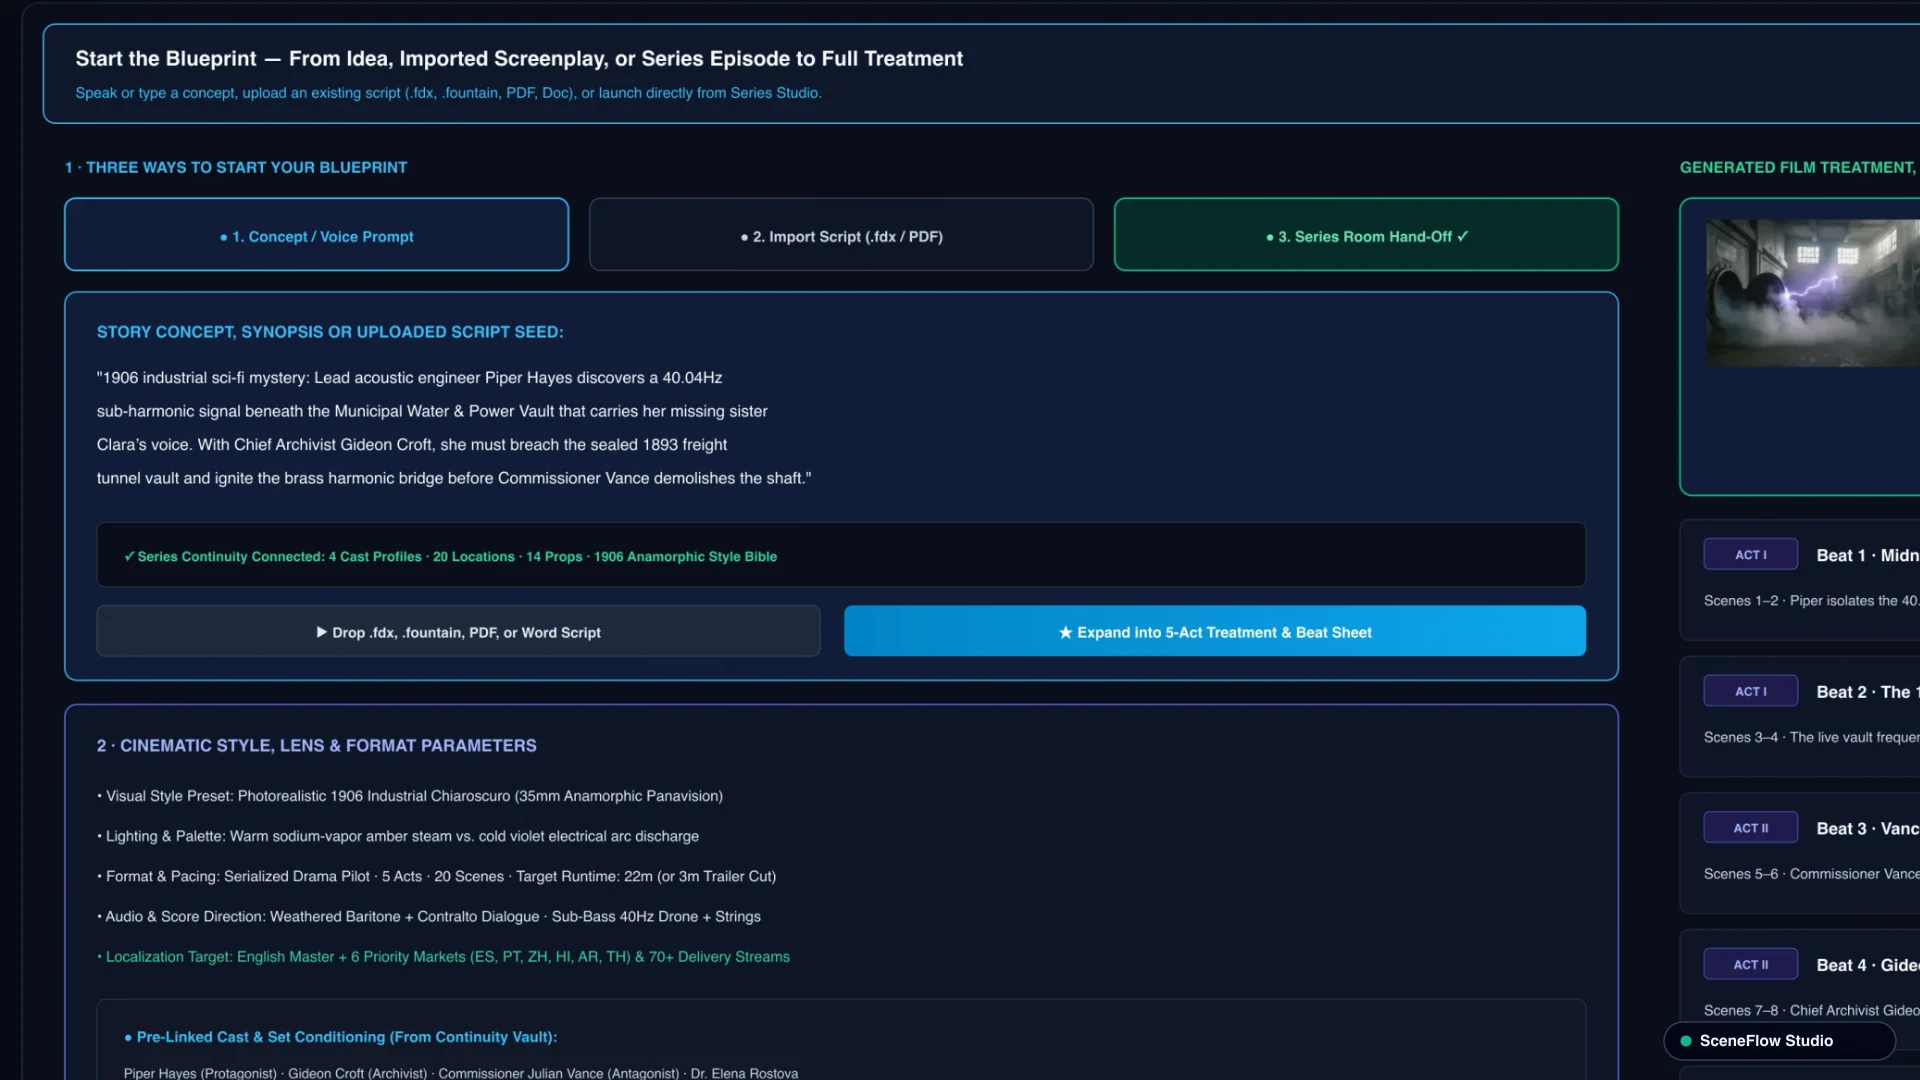 Start the Blueprint — From Idea, Imported Screenplay, or Series Episode to Full Treatment
Speak or type a concept, upload an existing script (.fdx, .fountain, PDF, Doc), or launch directly from Series Studio.
1 · THREE WAYS TO START YOUR BLUEPRINT
● 1. Concept / Voice Prompt
● 2. Import Script (.fdx / PDF)
● 3. Series Room Hand-Off ✓
STORY CONCEPT, SYNOPSIS OR UPLOADED SCRIPT SEED:
"1906 industrial sci-fi mystery: Lead acoustic engineer Piper Hayes discovers a 40.04Hz
sub-harmonic signal beneath the Municipal Water & Power Vault that carries her missing sister
Clara’s voice. With Chief Archivist Gideon Croft, she must breach the sealed 1893 freight
tunnel vault and ignite the brass harmonic bridge before Commissioner Vance demolishes the shaft."
✓ Series Continuity Connected: 4 Cast Profiles · 20 Locations · 14 Props · 1906 Anamorphic Style Bible
▶ Drop .fdx, .fountain, PDF, or Word Script
★ Expand into 5-Act Treatment & Beat Sheet
2 · CINEMATIC STYLE, LENS & FORMAT PARAMETERS
• Visual Style Preset: Photorealistic 1906 Industrial Chiaroscuro (35mm Anamorphic Panavision)
• Lighting & Palette: Warm sodium-vapor amber steam vs. cold violet electrical arc discharge
• Format & Pacing: Serialized Drama Pilot · 5 Acts · 20 Scenes · Target Runtime: 22m (or 3m Trailer Cut)
• Audio & Score Direction: Weathered Baritone + Contralto Dialogue · Sub-Bass 40Hz Drone + Strings
• Localization Target: English Master + 6 Priority Markets (ES, PT, ZH, HI, AR, TH) & 70+ Delivery Streams
● Pre-Linked Cast & Set Conditioning (From Continuity Vault):
Piper Hayes (Protagonist) · Gideon Croft (Archivist) · Commissioner Julian Vance (Antagonist) · Dr. Elena Rostova
GENERATED FILM TREATMENT,
ACT I
Beat 1 · Midn
Scenes 1–2 · Piper isolates the 40.
ACT I
Beat 2 · The 1
Scenes 3–4 · The live vault frequen
ACT II
Beat 3 · Vanc
Scenes 5–6 · Commissioner Vance
ACT II
Beat 4 · Gide
Scenes 7–8 · Chief Archivist Gideo
SceneFlow Studio